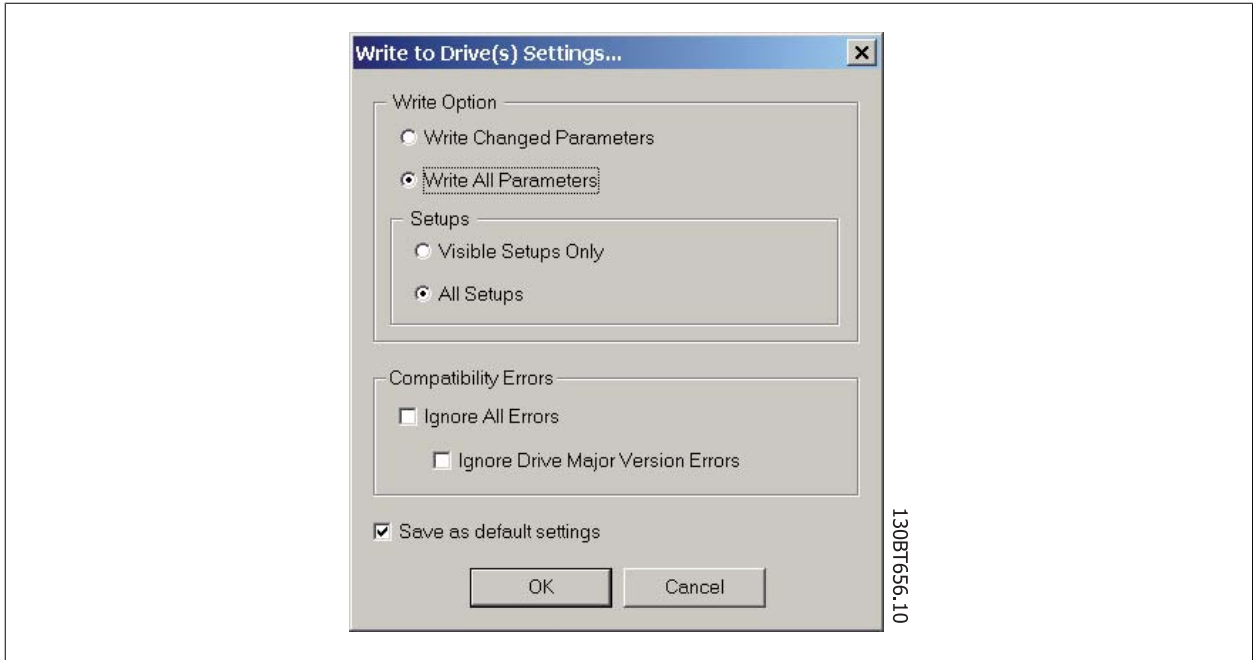 Write to Drive(s) Settings...
Write Option
Write Changed Parameters
Write All Parameters
Setups
Visible Setups Only
All Setups
Compatibility Errors
Ignore All Errors
Ignore Drive Major Version Errors
Save as default settings
OK
Cancel
130BT656.10